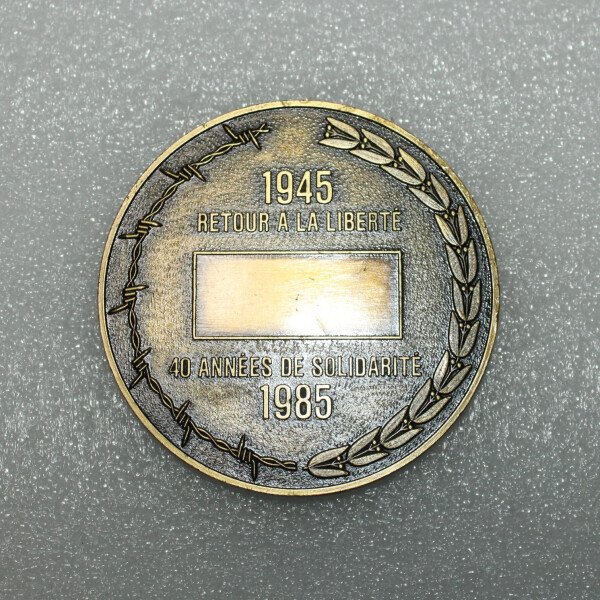 1945
RETOUR A LA LIBERTÉ
40 ANNÉES DE SOLIDARITÉ
1985